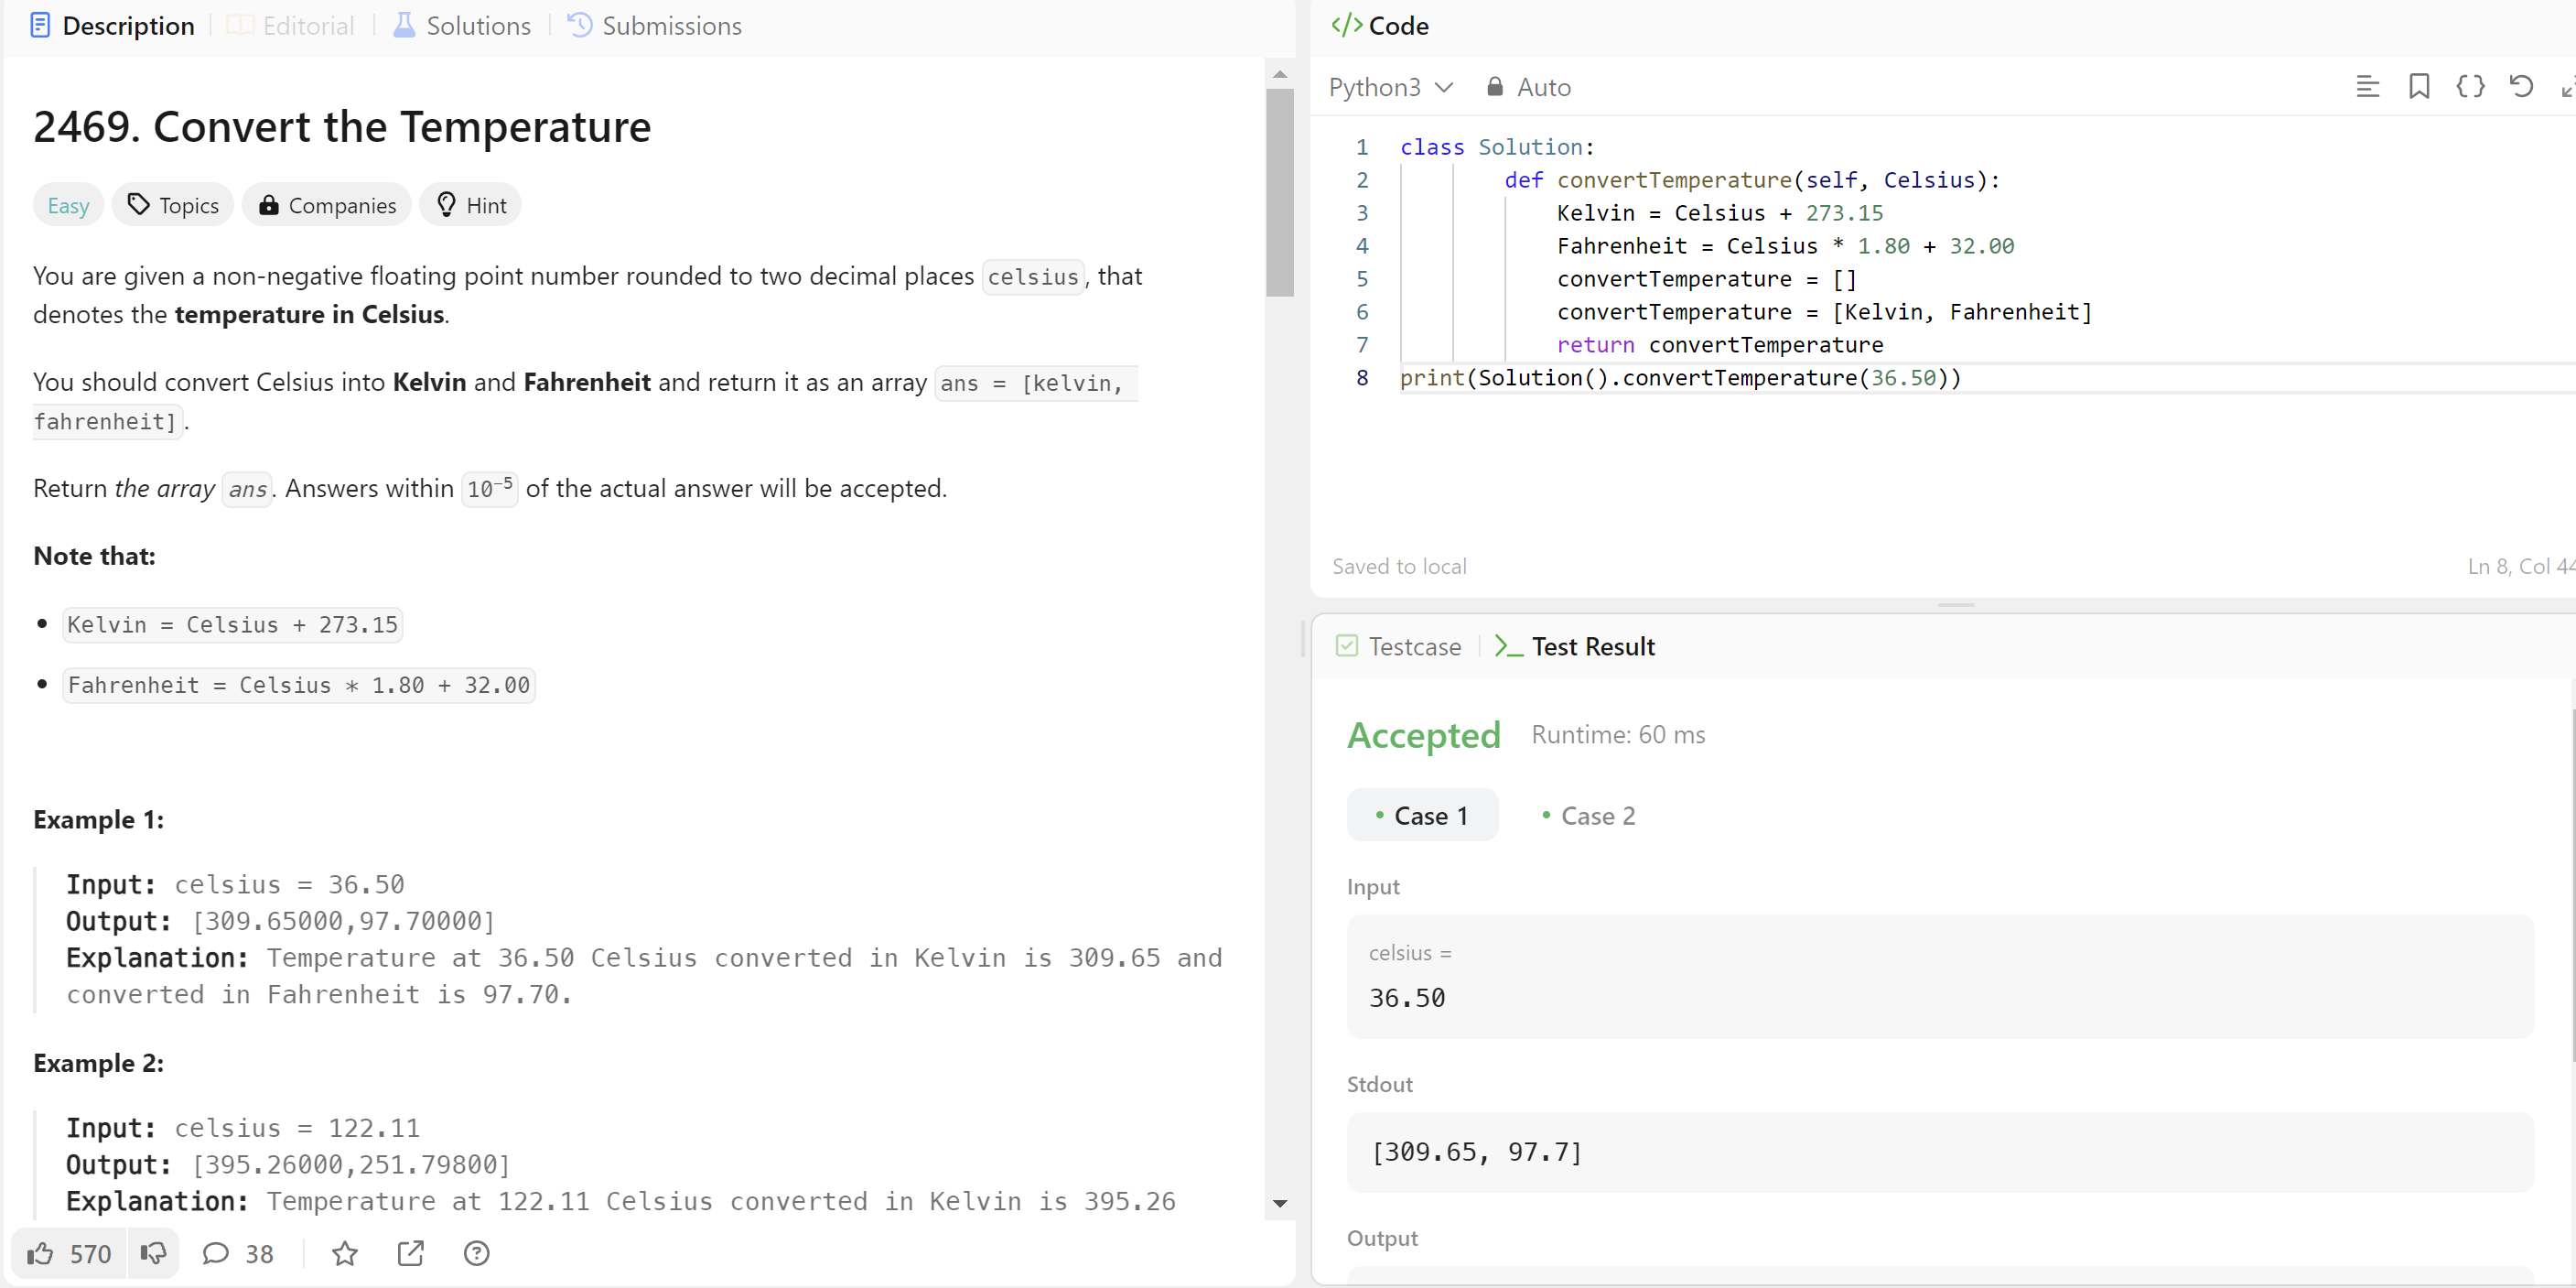 Description
Editorial
Solutions
Submissions
2469. Convert the Temperature
Easy
Topics
Companies
Hint
You are given a non-negative floating point number rounded to two decimal places celsius, that
denotes the temperature in Celsius.
You should convert Celsius into Kelvin and Fahrenheit and return it as an array ans = [kelvin,
fahrenheit].
Return the array ans. Answers within 10⁻⁵ of the actual answer will be accepted.
Note that:
• Kelvin = Celsius + 273.15
• Fahrenheit = Celsius * 1.80 + 32.00
Example 1:
Input: celsius = 36.50
Output: [309.65000,97.70000]
Explanation: Temperature at 36.50 Celsius converted in Kelvin is 309.65 and
converted in Fahrenheit is 97.70.
Example 2:
Input: celsius = 122.11
Output: [395.26000,251.79800]
Explanation: Temperature at 122.11 Celsius converted in Kelvin is 395.26
570
38
</> Code
Python3
Auto
1 class Solution:
2 def convertTemperature(self, Celsius):
3 Kelvin = Celsius + 273.15
4 Fahrenheit = Celsius * 1.80 + 32.00
5 convertTemperature = []
6 convertTemperature = [Kelvin, Fahrenheit]
7 return convertTemperature
8 print(Solution().convertTemperature(36.50))
Saved to local
Ln 8, Col 44
Testcase
Test Result
Accepted
Runtime: 60 ms
• Case 1
• Case 2
Input
celsius =
36.50
Stdout
[309.65, 97.7]
Output